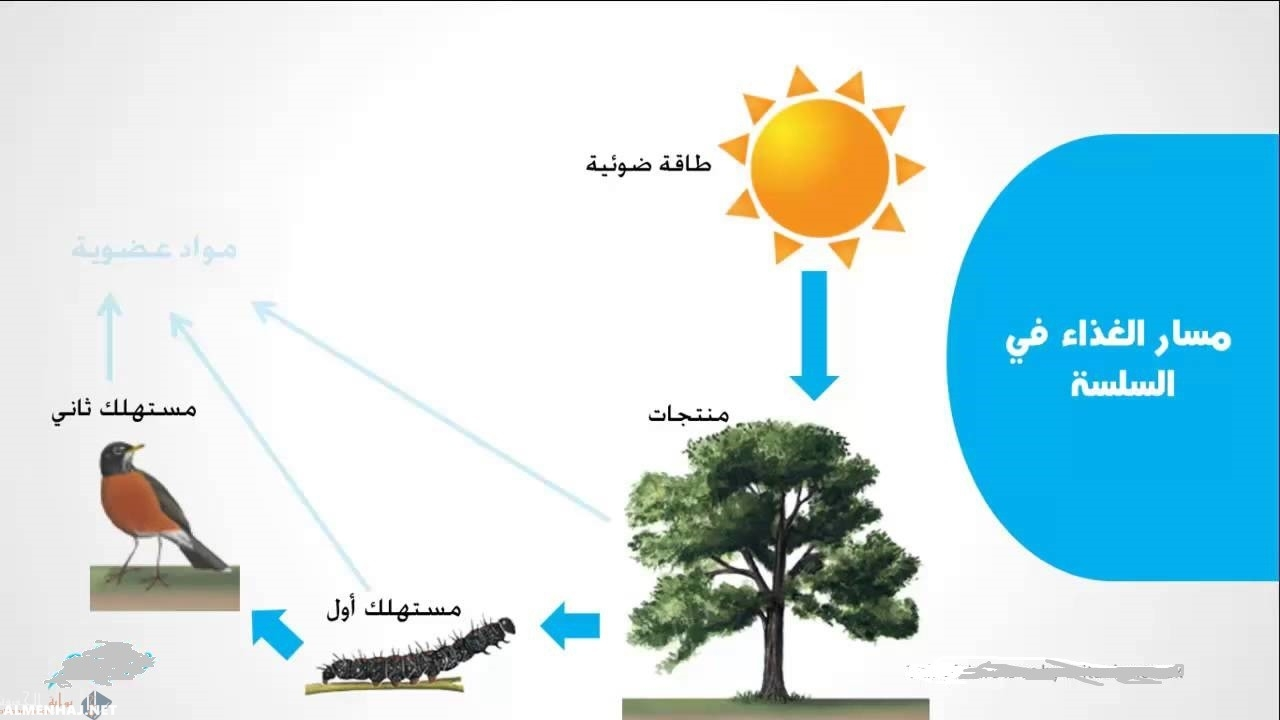 طاقة ضوئية
مسار الغذاء في
السلسة
مواد عضوية
منتجات
مستهلك ثاني
مستهلك أول
ALMENHAJ.NET